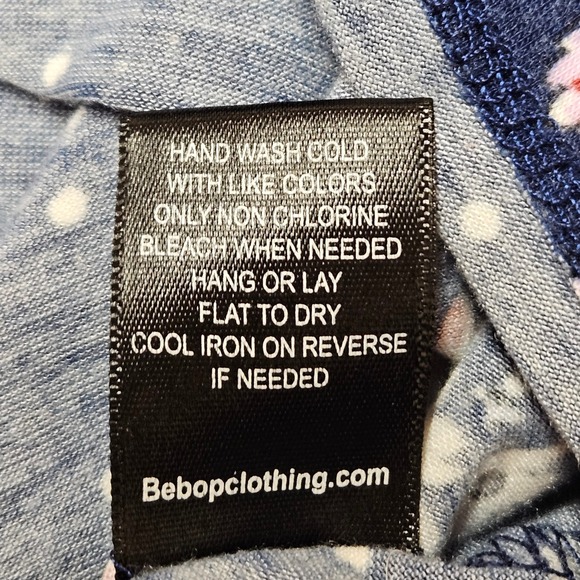 HAND WASH COLD
WITH LIKE COLORS
ONLY NON CHLORINE
BLEACH WHEN NEEDED
HANG OR LAY
FLAT TO DRY
COOL IRON ON REVERSE
IF NEEDED
Bebopclothing.com